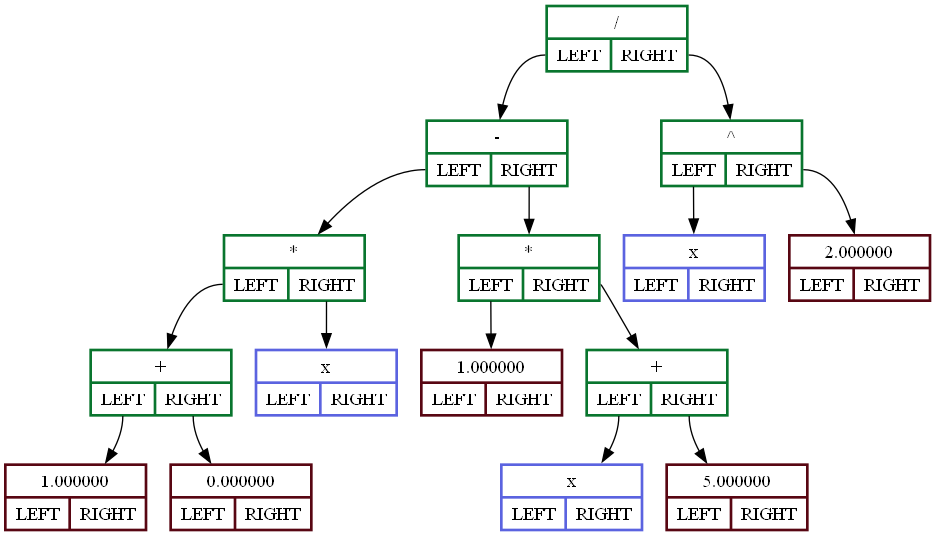 /
LEFT RIGHT
-
LEFT RIGHT
^
LEFT RIGHT
*
LEFT RIGHT
*
LEFT RIGHT
x
LEFT RIGHT
2.000000
LEFT RIGHT
+
LEFT RIGHT
x
LEFT RIGHT
1.000000
LEFT RIGHT
+
LEFT RIGHT
1.000000
LEFT RIGHT
0.000000
LEFT RIGHT
x
LEFT RIGHT
5.000000
LEFT RIGHT